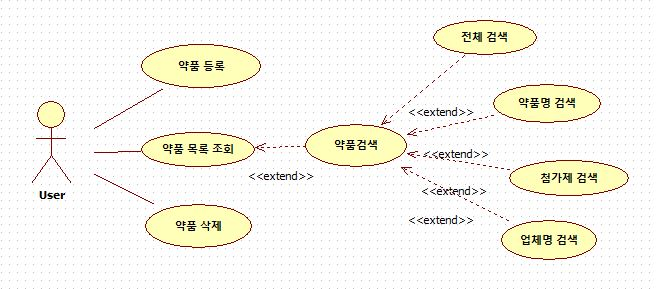 전체 검색
약품 등록
<<extend>>
약품명 검색
User
약품 목록 조회
약품검색
<<extend>>
<<extend>>
첨가제 검색
<<extend>>
약품 삭제
<<extend>>
업체명 검색